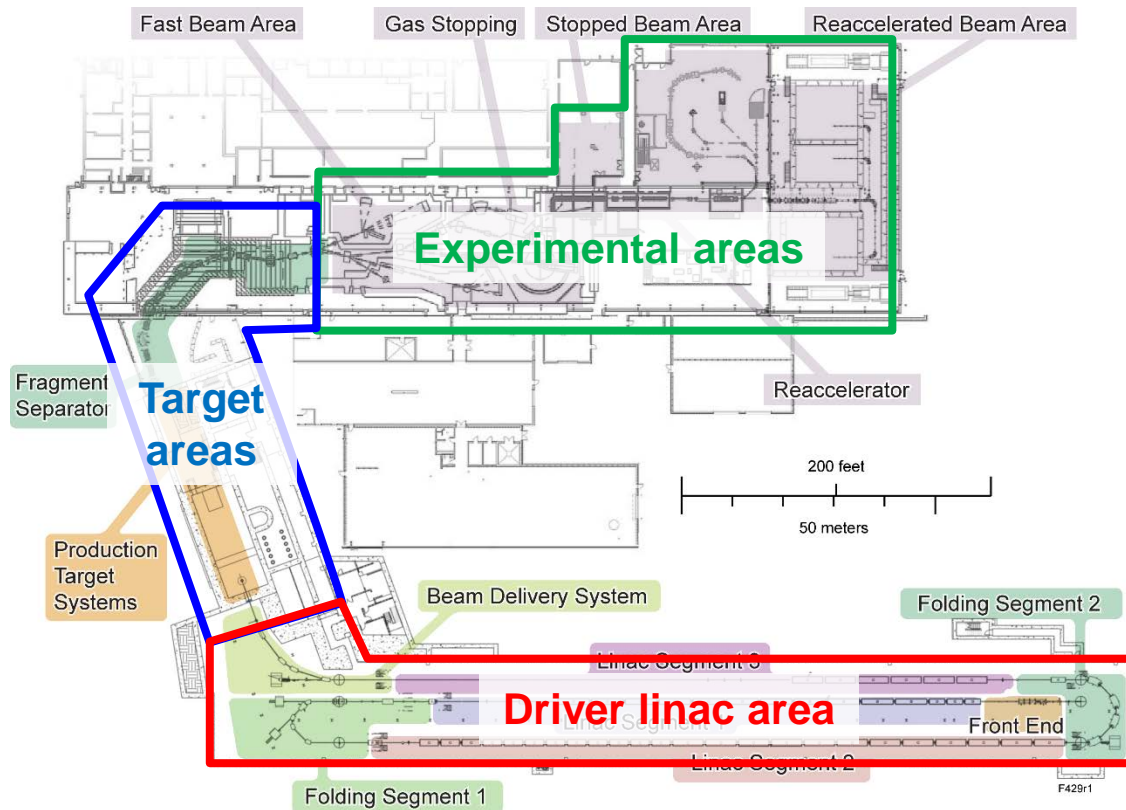 Fast Beam Area
Gas Stopping
Stopped Beam Area
Reaccelerated Beam Area
Experimental areas
Fragment
Separator
Target
areas
Reaccelerator
200 feet
50 meters
Production
Target
Systems
Beam Delivery System
Folding Segment 2
Linac Segment 3
Driver linac area
Linac Segment 1
Front End
Linac Segment 2
Folding Segment 1
F429r1